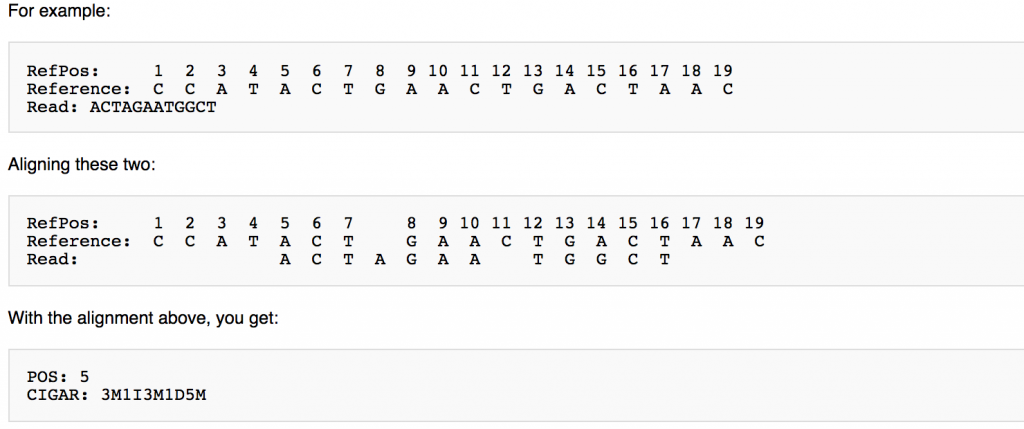 For example:
RefPos:     1  2  3  4  5  6  7  8  9 10 11 12 13 14 15 16 17 18 19
Reference:  C  C  A  T  A  C  T  G  A  A  C  T  G  A  C  T  A  A  C
Read: ACTAGAATGGCT
Aligning these two:
RefPos:     1  2  3  4  5  6  7     8  9 10 11 12 13 14 15 16 17 18 19
Reference:  C  C  A  T  A  C  T     G  A  A  C  T  G  A  C  T  A  A  C
Read:                   A  C  T  A  G  A  A     T  G  G  C  T
With the alignment above, you get:
POS: 5
CIGAR: 3M1I3M1D5M